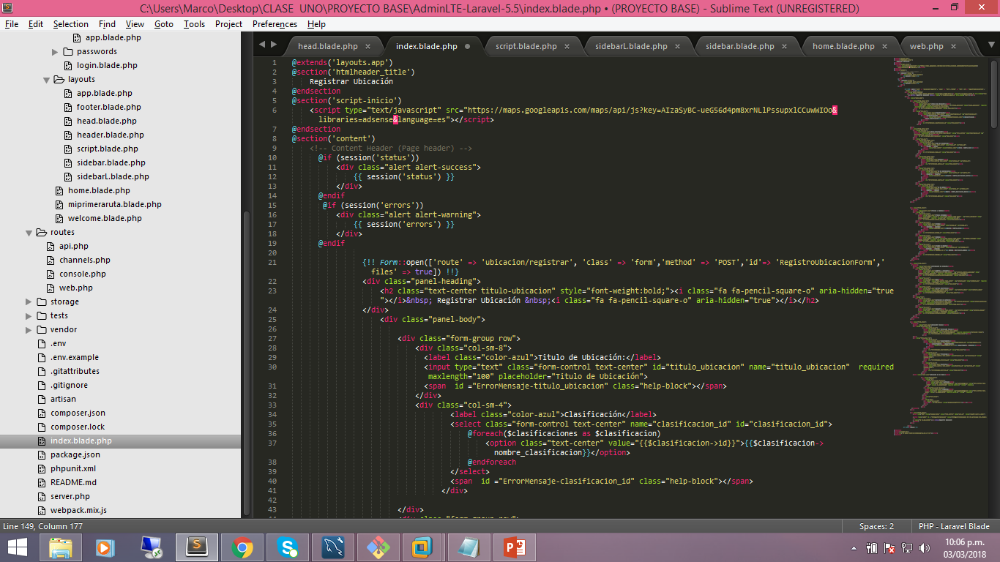 C:\Users\Marco\Desktop\CLASE UNO\PROYECTO BASE\AdminLTE-Laravel-5.5\index.blade.php • (PROYECTO BASE) - Sublime Text (UNREGISTERED)
File Edit Selection Find View Goto Tools Project Preferences Help
app.blade.php
passwords
login.blade.php
layouts
app.blade.php
footer.blade.php
head.blade.php
header.blade.php
script.blade.php
sidebar.blade.php
sidebarL.blade.php
home.blade.php
miprimeraruta.blade.php
welcome.blade.php
routes
api.php
channels.php
console.php
web.php
storage
tests
vendor
.env
.env.example
.gitattributes
.gitignore
artisan
composer.json
composer.lock
index.blade.php
package.json
phpunit.xml
README.md
server.php
webpack.mix.js
head.blade.php × index.blade.php script.blade.php × sidebarL.blade.php × sidebar.blade.php × home.blade.php × web.php ×
1 @extends('layouts.app')
2 @section('htmlheader_title')
3 Registrar Ubicación
4 @endsection
5 @section('script-inicio')
6 <script type="text/javascript" src="https://maps.googleapis.com/maps/api/js?key=AIzaSyBC-ueG56d4pm8xrNLlPssupxlCCuwWIOo&
libraries=adsense&language=es"></script>
7 @endsection
8 @section('content')
9 <!-- Content Header (Page header) -->
10 @if (session('status'))
11 <div class="alert alert-success">
12 {{ session('status') }}
13 </div>
14 @endif
15 @if (session('errors'))
16 <div class="alert alert-warning">
17 {{ session('errors') }}
18 </div>
19 @endif
20
21 {!! Form::open(['route' => 'ubicacion/registrar', 'class' => 'form','method' => 'POST','id'=> 'RegistroUbicacionForm','
files' => true]) !!}
22 <div class="panel-heading">
23 <h2 class="text-center titulo-ubicacion" style="font-weight:bold;"><i class="fa fa-pencil-square-o" aria-hidden="true
"></i>&nbsp; Registrar Ubicación &nbsp;<i class="fa fa-pencil-square-o" aria-hidden="true"></i></h2>
24 </div>
25 <div class="panel-body">
26
27 <div class="form-group row">
28 <div class="col-sm-8">
29 <label class="color-azul">Titulo de Ubicación:</label>
30 <input type="text" class="form-control text-center" id="titulo_ubicacion" name="titulo_ubicacion" required
maxlength="100" placeholder="Titulo de Ubicación">
31 <span id ="ErrorMensaje-titulo_ubicacion" class="help-block"></span>
32 </div>
33 <div class="col-sm-4">
34 <label class="color-azul">Clasificación</label>
35 <select class="form-control text-center" name="clasificacion_id" id="clasificacion_id">
36 @foreach($clasificaciones as $clasificacion)
37 <option class="text-center" value="{{$clasificacion->id}}">{{$clasificacion->
nombre_clasificacion}}</option>
38 @endforeach
39 </select>
40 <span id ="ErrorMensaje-clasificacion_id" class="help-block"></span>
41 </div>
42
43 </div>
Line 149, Column 177 Spaces: 2 PHP - Laravel Blade
10:06 p.m.
03/03/2018